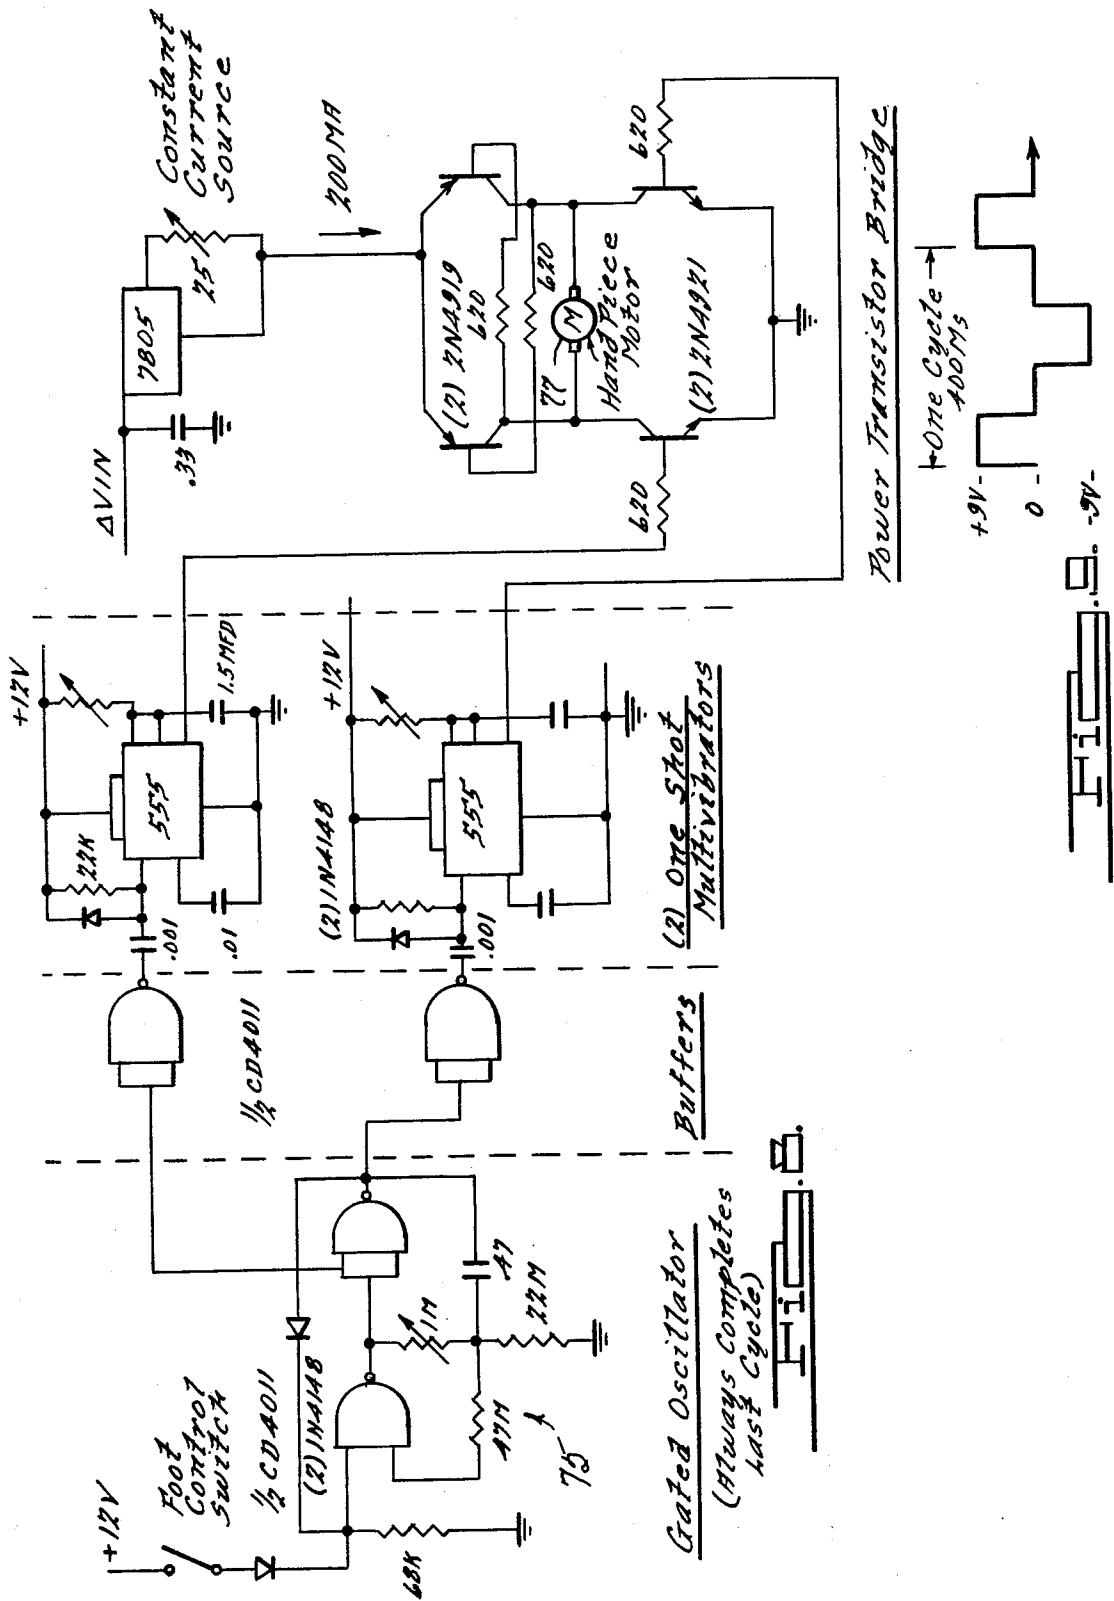 +12V
Foot
Control
Switch
68K
1/2 CD4011
(2) 1N4148
47M
75
1M
.47
22M
Gated Oscillator
(Always Completes
Last Cycle)
Fig. 8.
1/2 CD4011
Buffers
+12V
22K
.001
.01
555
1.5MFD
(2) 1N4148
+12V
.001
555
(2) One Shot
Multivibrators
ΔVIN
.33
7805
25
Constant
Current
Source
200MA
(2) 2N4919
620
620
77
M
Hand Piece
Motor
620
(2) 2N4921
620
Power Transistor Bridge
One Cycle
400Ms
+9V-
0 -
-9V-
Fig. 9.